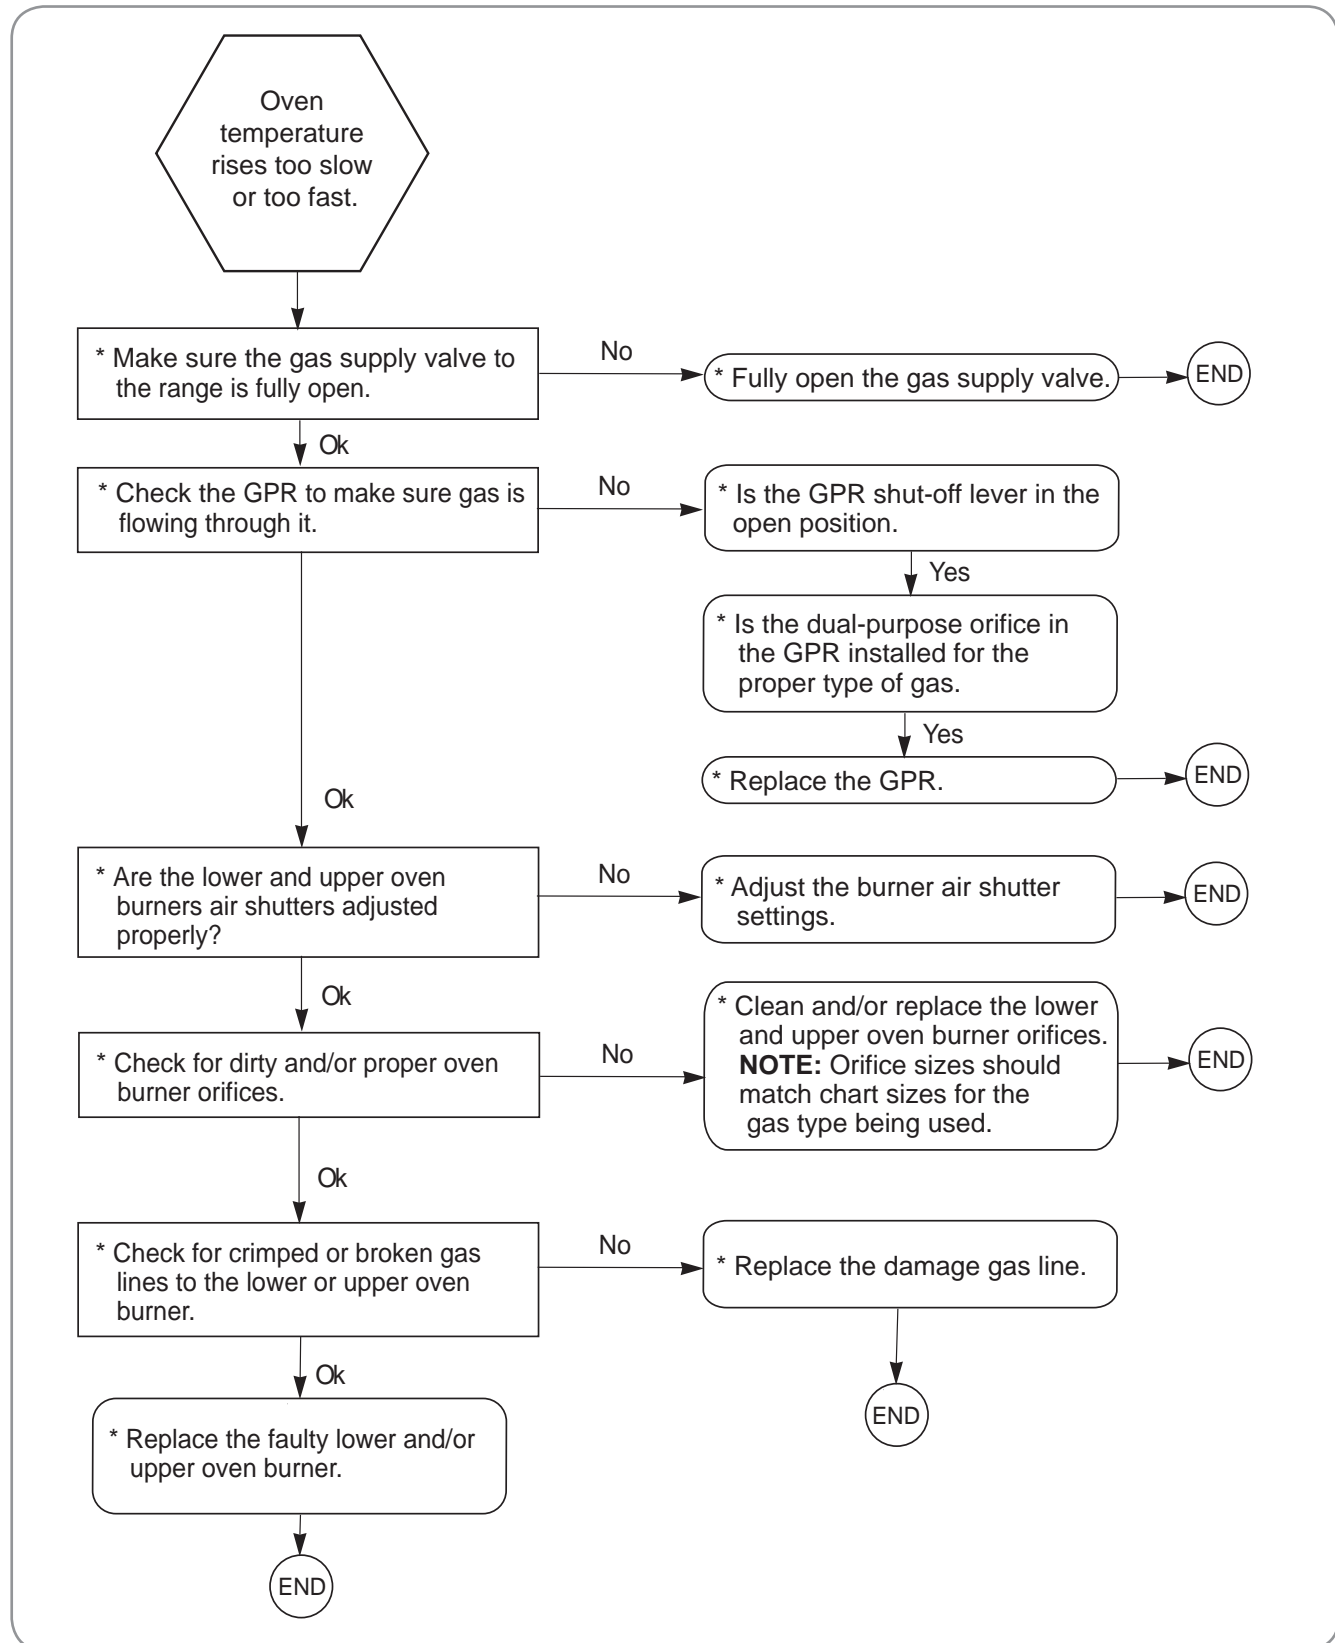 Oven
temperature
rises too slow
or too fast.
* Make sure the gas supply valve to
the range is fully open.
No
* Fully open the gas supply valve.
END
Ok
* Check the GPR to make sure gas is
flowing through it.
No
* Is the GPR shut-off lever in the
open position.
Yes
* Is the dual-purpose orifice in
the GPR installed for the
proper type of gas.
Yes
* Replace the GPR.
END
Ok
* Are the lower and upper oven
burners air shutters adjusted
properly?
No
* Adjust the burner air shutter
settings.
END
Ok
* Check for dirty and/or proper oven
burner orifices.
No
* Clean and/or replace the lower
and upper oven burner orifices.
NOTE: Orifice sizes should
match chart sizes for the
gas type being used.
END
Ok
* Check for crimped or broken gas
lines to the lower or upper oven
burner.
No
* Replace the damage gas line.
END
Ok
* Replace the faulty lower and/or
upper oven burner.
END